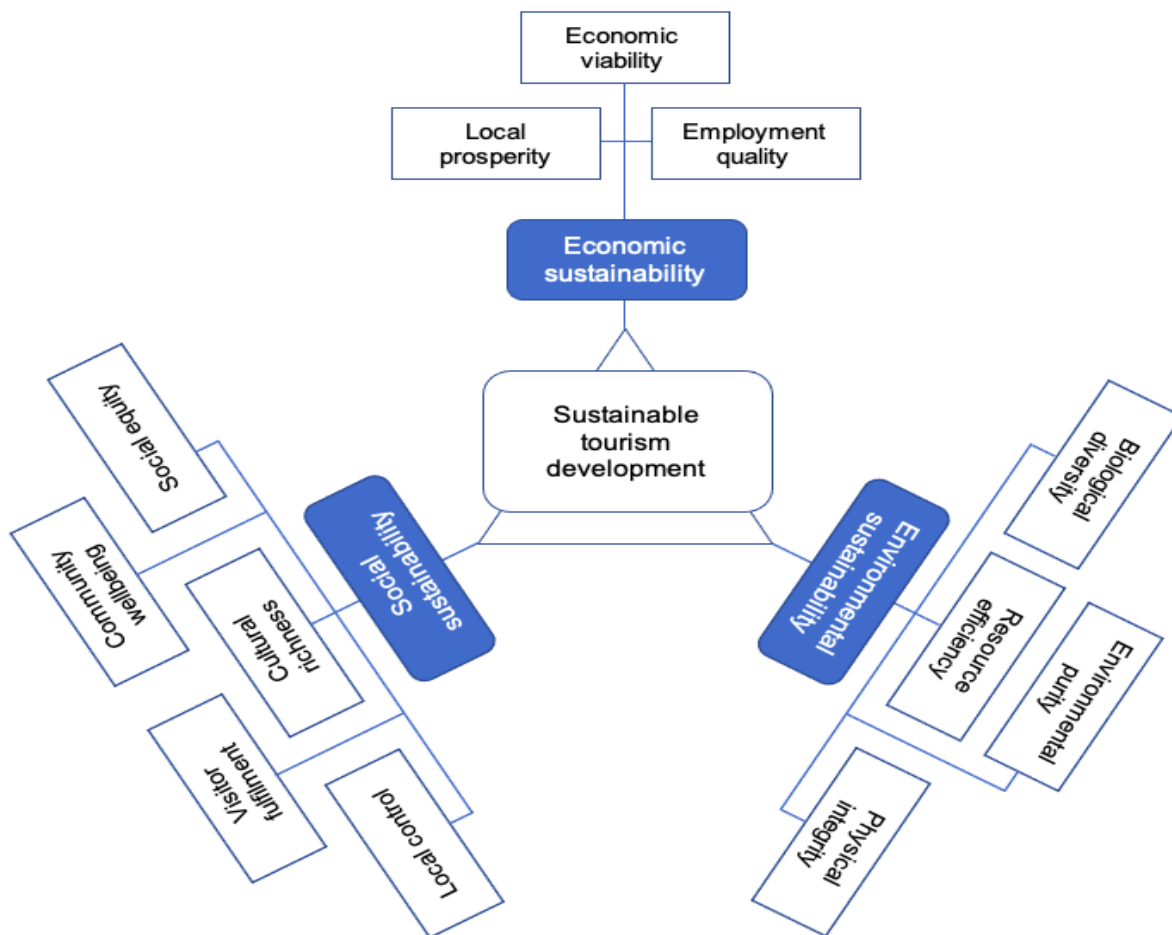 Economic
viability
Local
prosperity
Employment
quality
Economic
sustainability
Sustainable
tourism
development
Social equity
Community
wellbeing
Cultural
richness
Visitor
fulfilment
Local control
Social
sustainability
Environmental
sustainability
Biological
diversity
Resource
efficiency
Environmental
purity
Physical
integrity